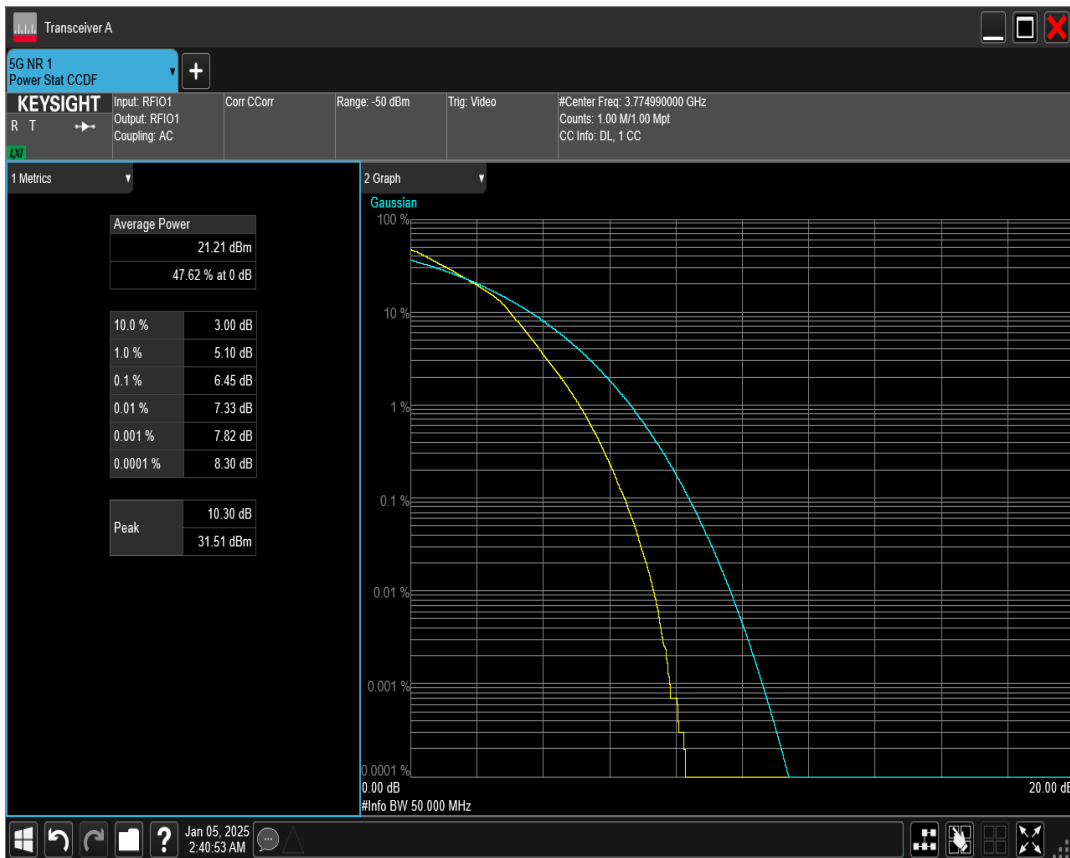 Transceiver A
5G NR 1
Power Stat CCDF
KEYSIGHT
R T
LXI
Input: RFIO1
Output: RFIO1
Coupling: AC
Corr CCorr
Range: -50 dBm
Trig: Video
#Center Freq: 3.774990000 GHz
Counts: 1.00 M/1.00 Mpt
CC Info: DL, 1 CC
1 Metrics
Average Power
21.21 dBm
47.62 % at 0 dB
10.0 % 3.00 dB
1.0 % 5.10 dB
0.1 % 6.45 dB
0.01 % 7.33 dB
0.001 % 7.82 dB
0.0001 % 8.30 dB
Peak
10.30 dB
31.51 dBm
2 Graph
Gaussian
100 %
10 %
1 %
0.1 %
0.01 %
0.001 %
0.0001 %
0.00 dB
20.00 dB
#Info BW 50.000 MHz
Jan 05, 2025
2:40:53 AM